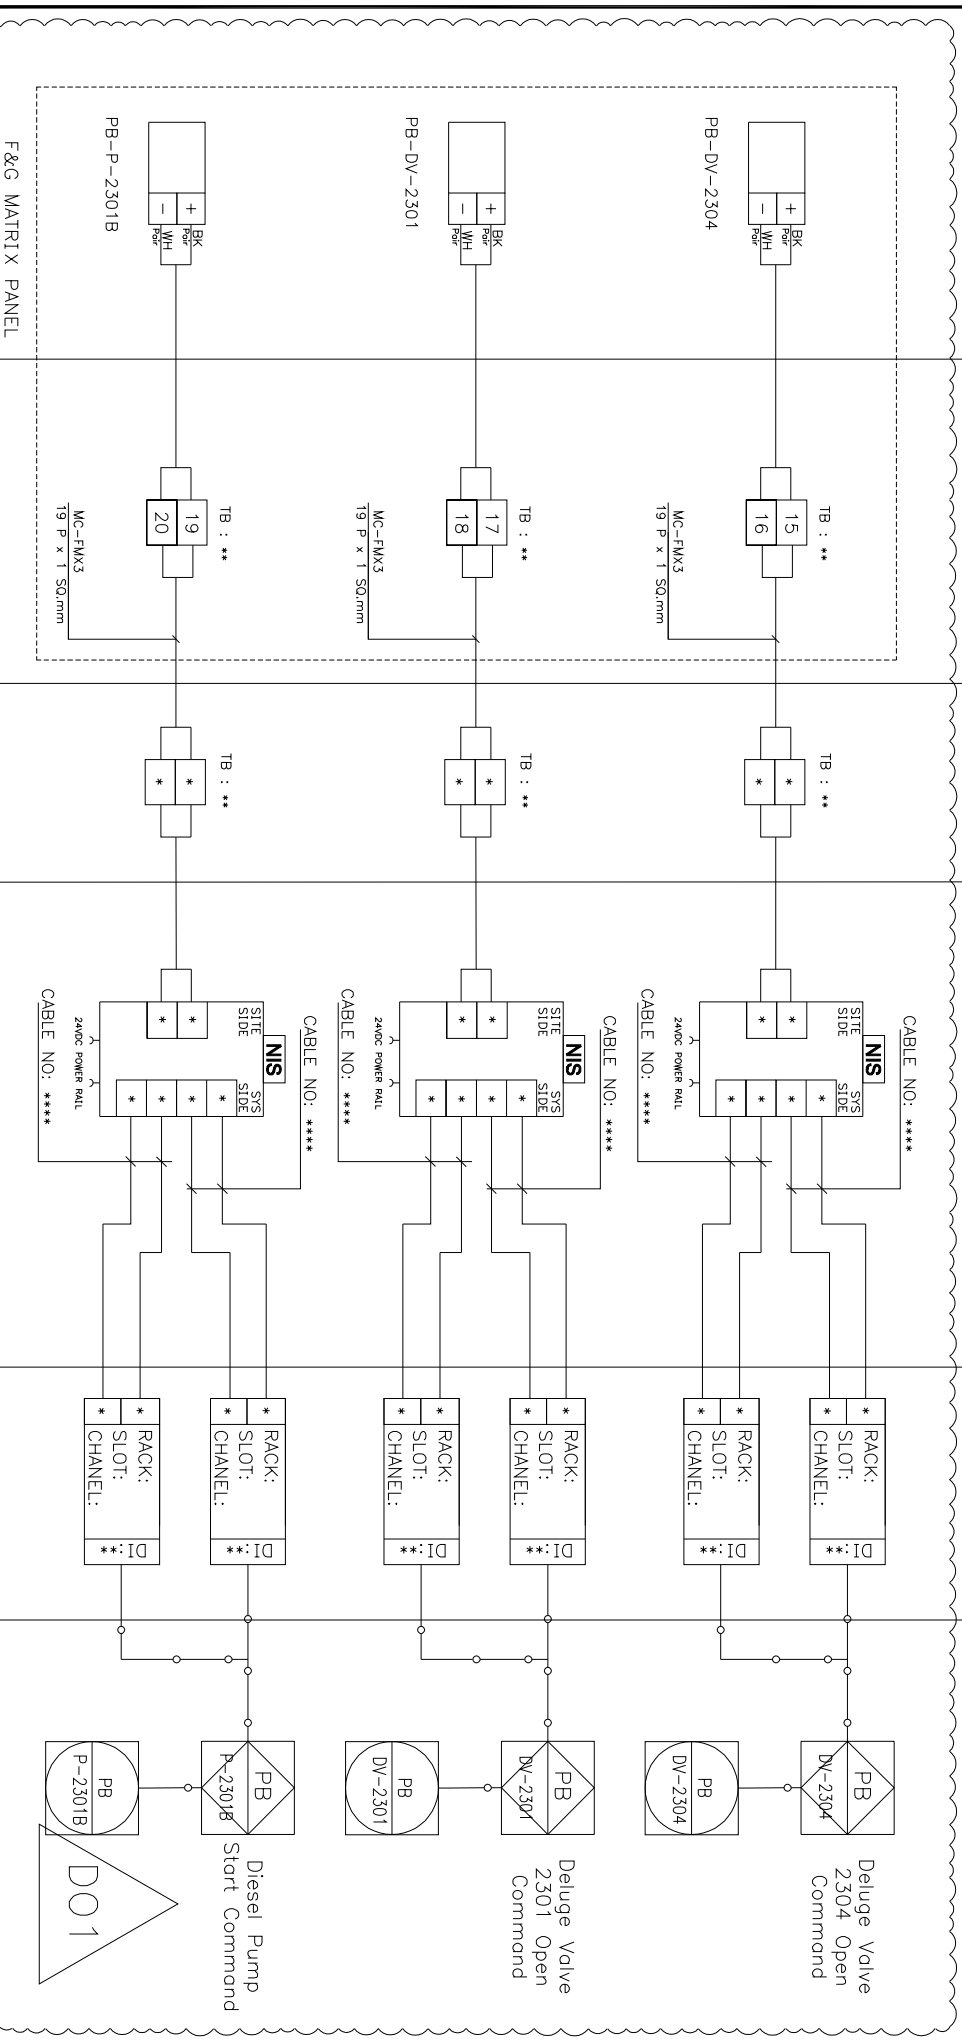 PB-DV-2304
+
-
BK
Pair
WH
Pair
TB : **
15
16
MC-FMX3
19 P x 1 SQ.mm
TB : **
*
*
CABLE NO: ****
NIS
SITE
SIDE
SYS
SIDE
*
*
*
*
*
*
24VDC POWER RAIL
CABLE NO: ****
*
*
RACK:
SLOT:
CHANEL:
DI:**
*
*
RACK:
SLOT:
CHANEL:
DI:**
PB
DV-2304
PB
DV-2304
Deluge Valve
2304 Open
Command
PB-DV-2301
+
-
BK
Pair
WH
Pair
TB : **
17
18
MC-FMX3
19 P x 1 SQ.mm
TB : **
*
*
CABLE NO: ****
NIS
SITE
SIDE
SYS
SIDE
*
*
*
*
*
*
24VDC POWER RAIL
CABLE NO: ****
*
*
RACK:
SLOT:
CHANEL:
DI:**
*
*
RACK:
SLOT:
CHANEL:
DI:**
PB
DV-2301
PB
DV-2301
Deluge Valve
2301 Open
Command
PB-P-2301B
+
-
BK
Pair
WH
Pair
TB : **
19
20
MC-FMX3
19 P x 1 SQ.mm
TB : **
*
*
CABLE NO: ****
NIS
SITE
SIDE
SYS
SIDE
*
*
*
*
*
*
24VDC POWER RAIL
CABLE NO: ****
*
*
RACK:
SLOT:
CHANEL:
DI:**
*
*
RACK:
SLOT:
CHANEL:
DI:**
PB
P-2301B
PB
P-2301B
Diesel Pump
Start Command
F&G MATRIX PANEL
D01